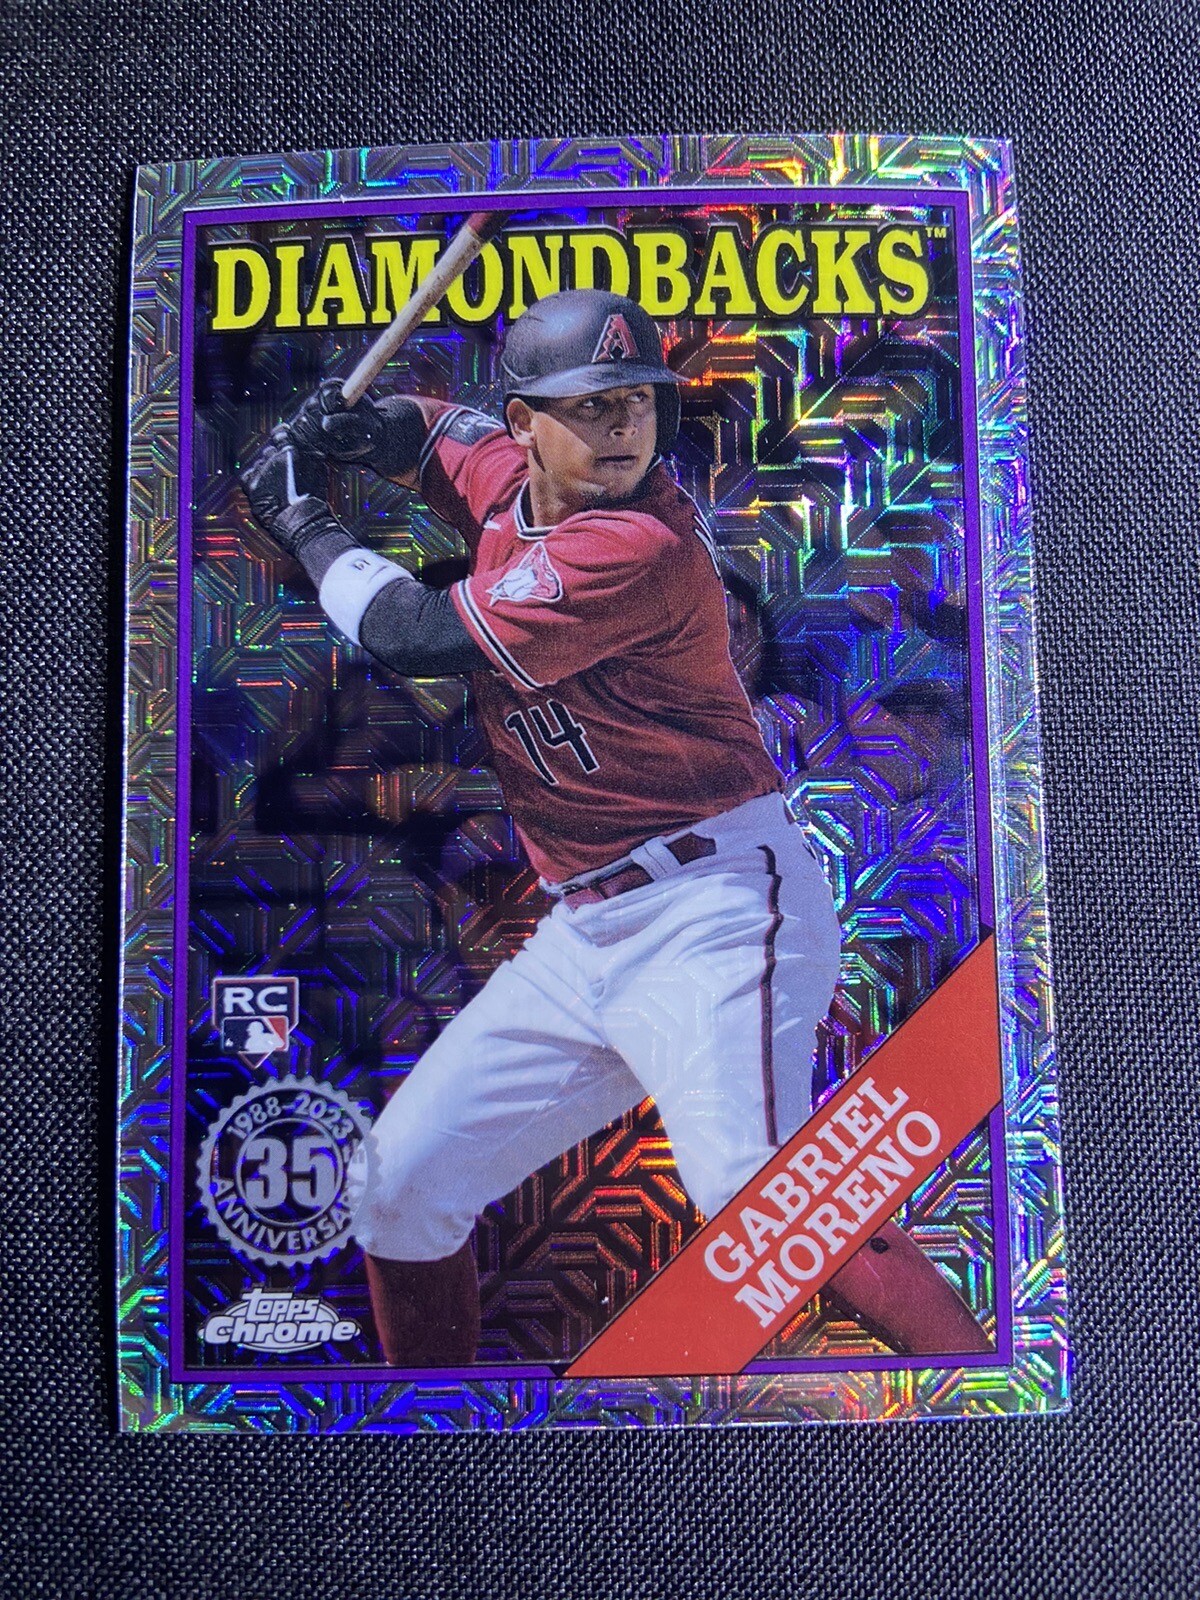 DIAMONDBACKS™
A
14
RC
1988-2023
35
ANNIVERSARY
topps
Chrome
GABRIEL
MORENO